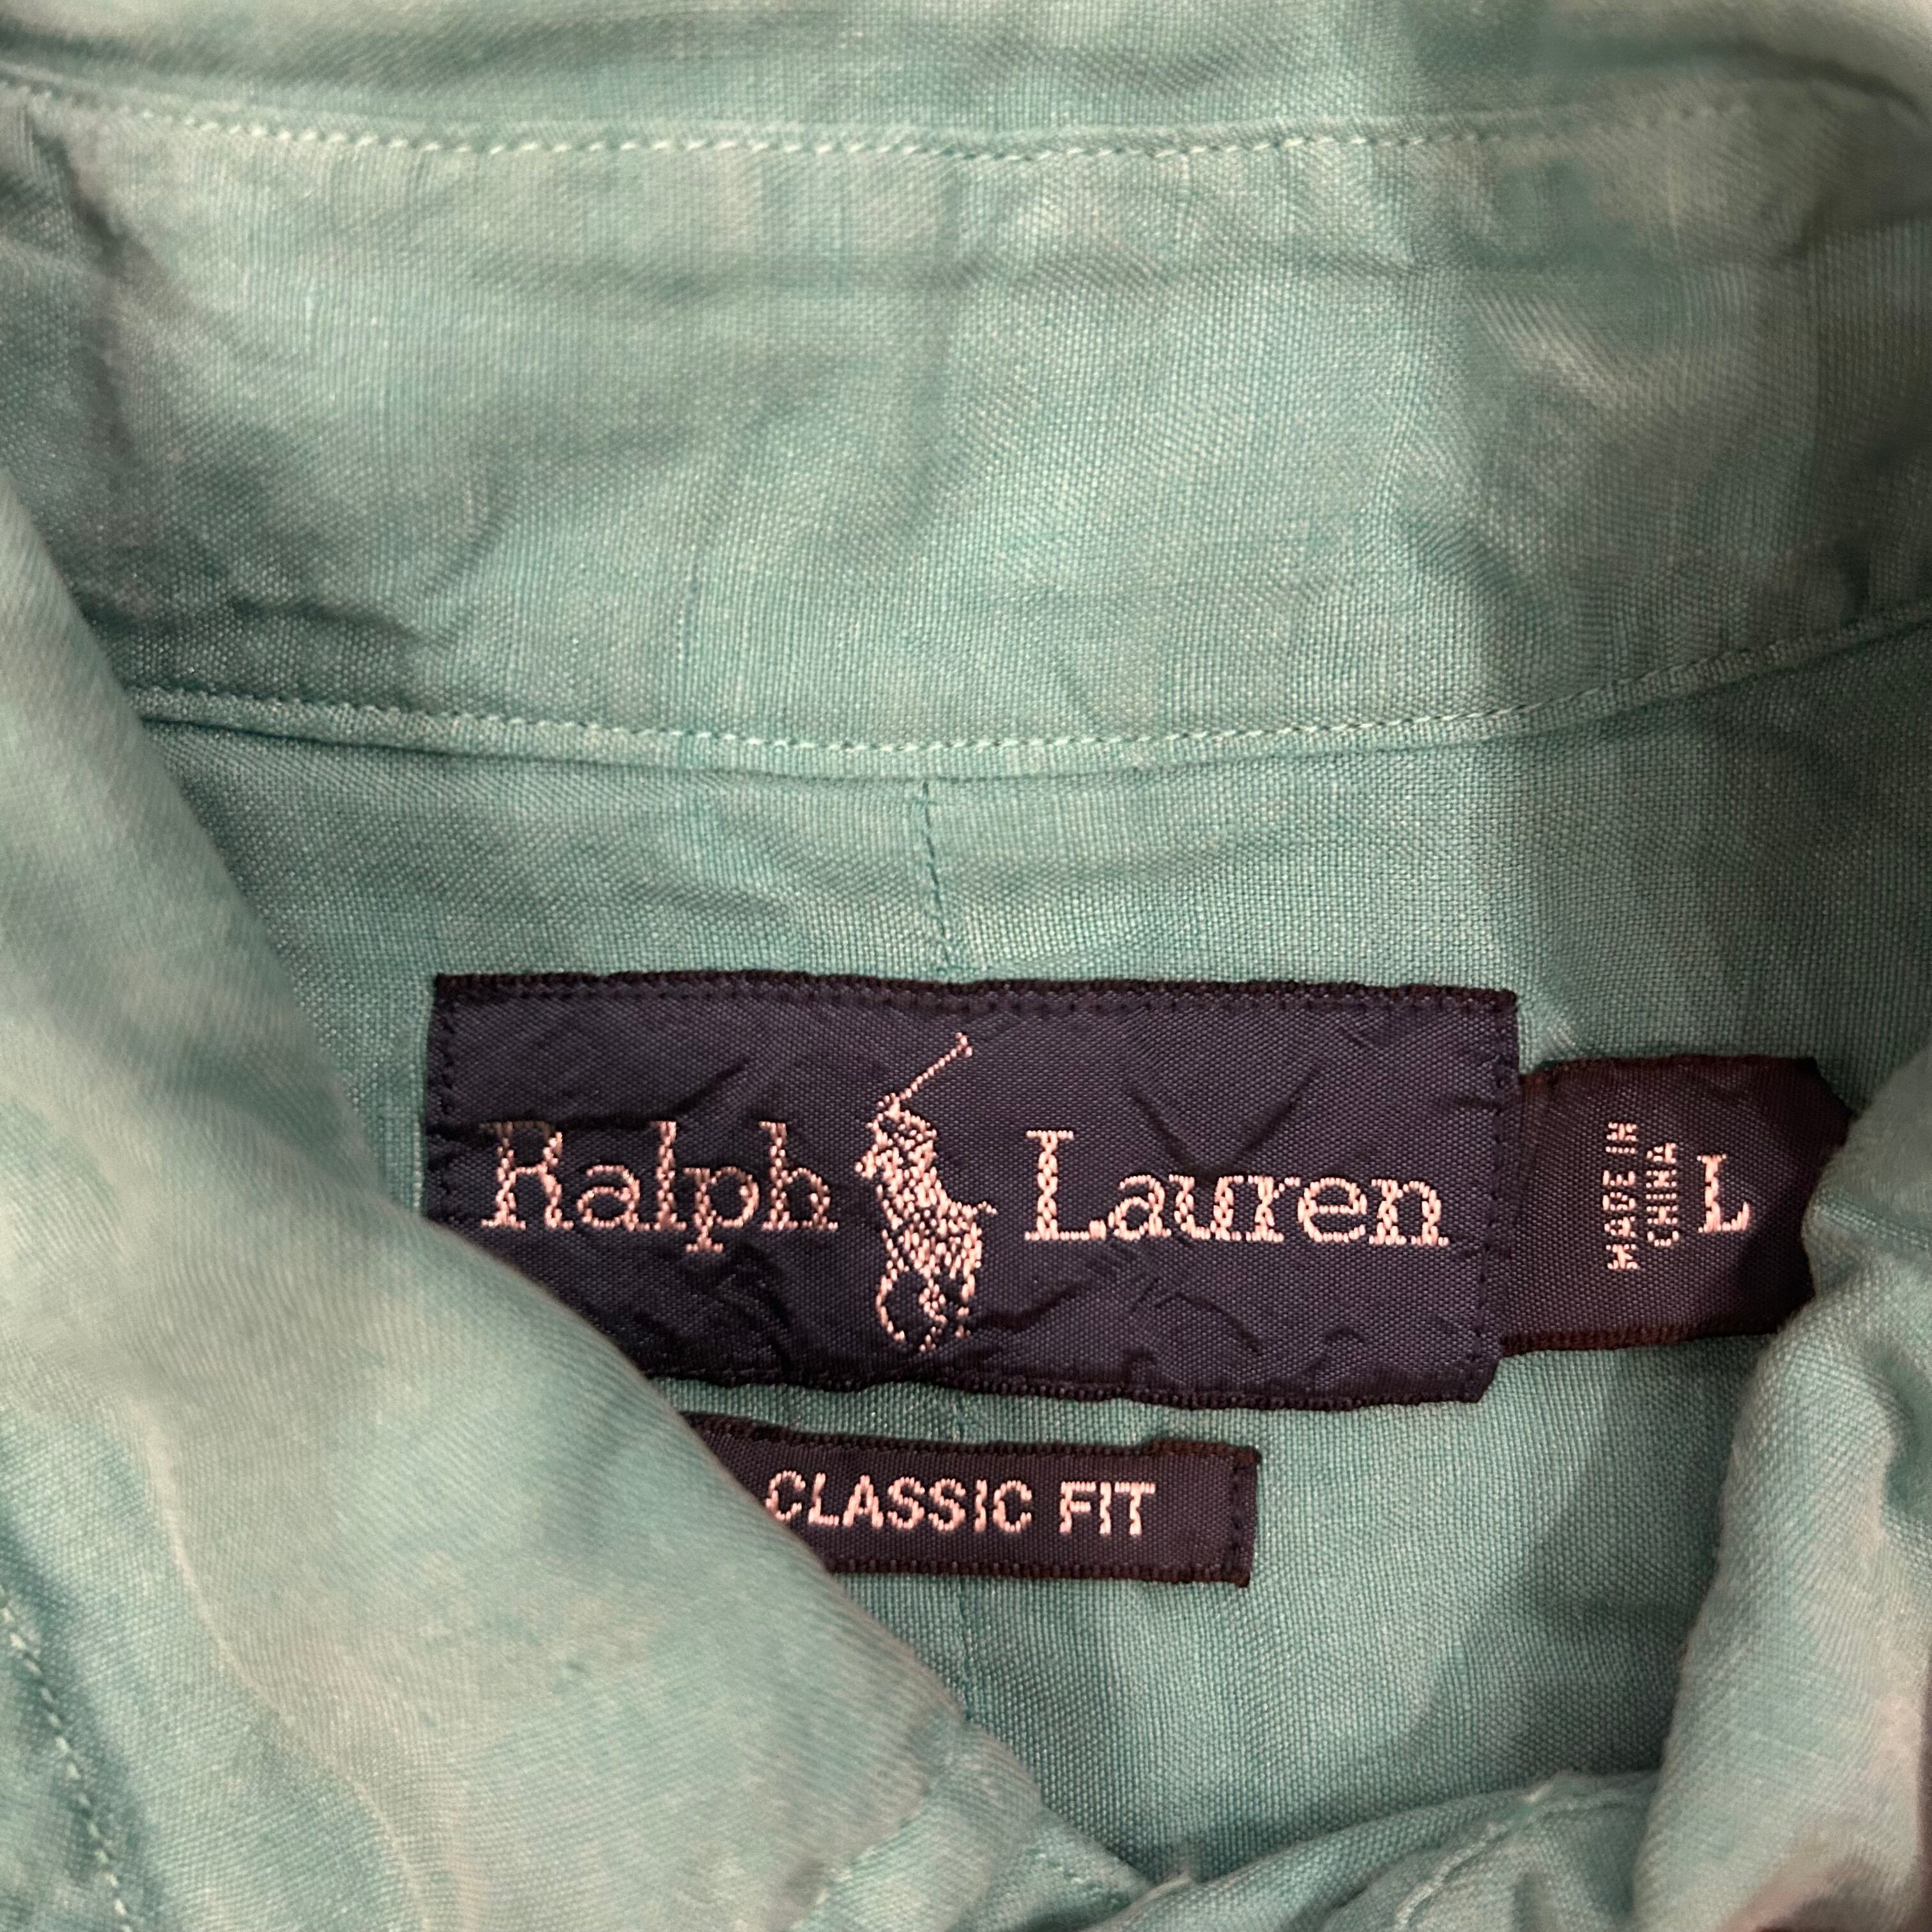 Ralph Lauren
MADE IN
CHINA
L
CLASSIC FIT